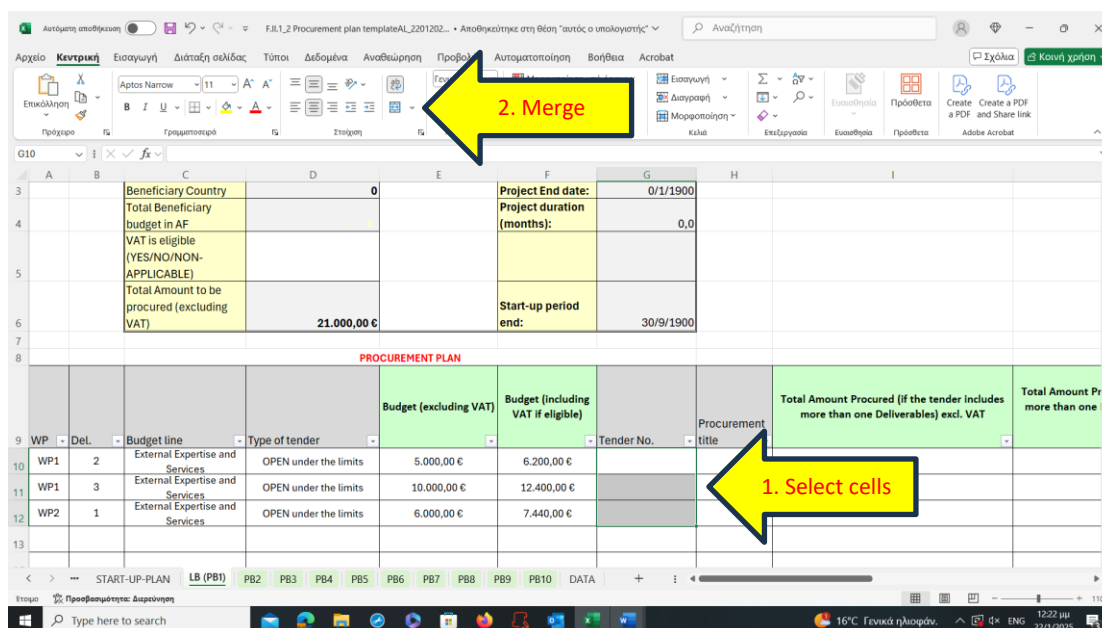 Αυτόματη αποθήκευση
F.II.1_2 Procurement plan templateAL_2201202... • Αποθηκεύτηκε στη θέση "αυτός ο υπολογιστής"
Αναζήτηση
Αρχείο Κεντρική Εισαγωγή Διάταξη σελίδας Τύποι Δεδομένα Αναθεώρηση Προβολ Αυτοματοποίηση Βοήθεια Acrobat
Σχόλια Κοινή χρήση
Επικόλληση
Aptos Narrow 11
B I U
2. Merge
Εισαγωγή
Διαγραφή
Μορφοποίηση
Ευαισθησία Πρόσθετα Create a PDF Create a PDF and Share link
Πρόχειρο Γραμματοσειρά Στοίχιση Κελιά Επεξεργασία Ευαισθησία Πρόσθετα Adobe Acrobat
G10 fx
A B C D E F G H I
3 Beneficiary Country 0 Project End date: 0/1/1900
4 Total Beneficiary budget in AF Project duration (months): 0,0
5 VAT is eligible (YES/NO/NON-APPLICABLE)
6 Total Amount to be procured (excluding VAT) 21.000,00 € Start-up period end: 30/9/1900
7
8 PROCUREMENT PLAN
9 WP Del. Budget line Type of tender Budget (excluding VAT) Budget (including VAT if eligible) Tender No. Procurement title Total Amount Procured (if the tender includes more than one Deliverables) excl. VAT Total Amount Pr more than one
10 WP1 2 External Expertise and Services OPEN under the limits 5.000,00 € 6.200,00 €
11 WP1 3 External Expertise and Services OPEN under the limits 10.000,00 € 12.400,00 €
12 WP2 1 External Expertise and Services OPEN under the limits 6.000,00 € 7.440,00 €
1. Select cells
13
START-UP-PLAN LB (PB1) PB2 PB3 PB4 PB5 PB6 PB7 PB8 PB9 PB10 DATA
Έτοιμο Προσβασιμότητα: Διερεύνηση
Type here to search
16°C Γενικά ηλιοφάν. ENG 12:22 μμ
22/1/2025